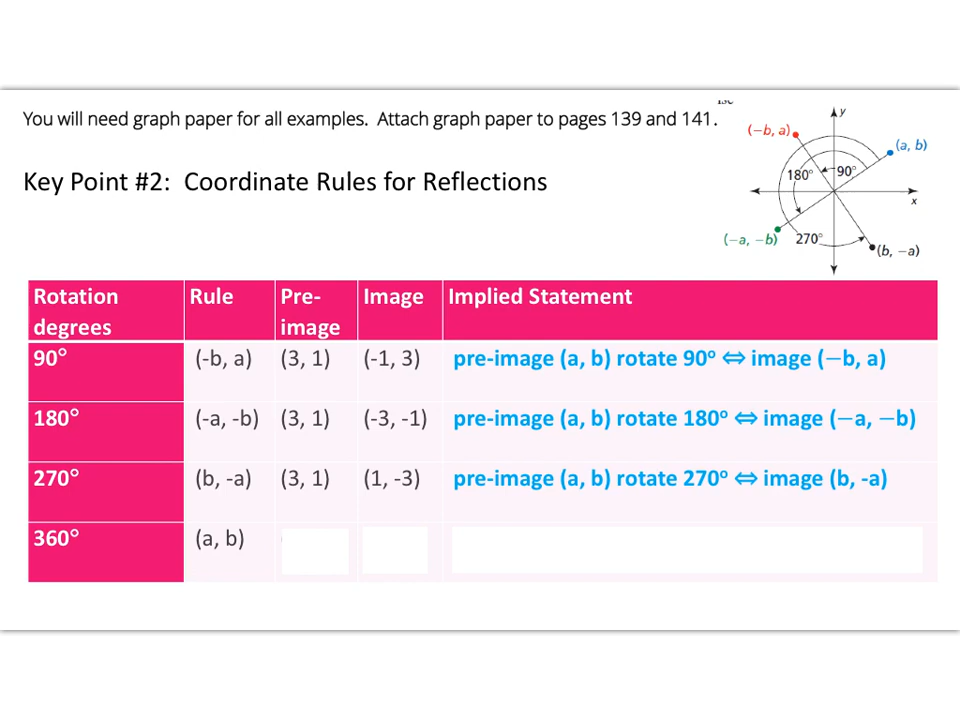 You will need graph paper for all examples. Attach graph paper to pages 139 and 141.
Key Point #2: Coordinate Rules for Reflections
y
(−b, a)
(a, b)
180°
90°
x
(−a, −b)
270°
(b, −a)
Rotation degrees Rule Pre-image Image Implied Statement
90° (-b, a) (3, 1) (-1, 3) pre-image (a, b) rotate 90° ⇔ image (−b, a)
180° (-a, -b) (3, 1) (-3, -1) pre-image (a, b) rotate 180° ⇔ image (−a, −b)
270° (b, -a) (3, 1) (1, -3) pre-image (a, b) rotate 270° ⇔ image (b, -a)
360° (a, b)